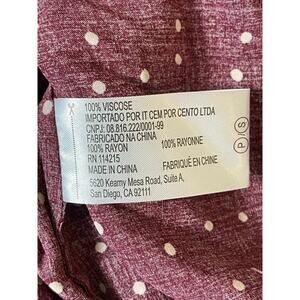 100% VISCOSE
IMPORTADO POR IT CEM POR CENTO LTDA
CNPJ: 08.816.222/0001-99
FABRICADO NA CHINA
100% RAYON 100% RAYONNE
RN 114215
MADE IN CHINA FABRIQUÉ EN CHINE
5620 Kearny Mesa Road, Suite A,
San Diego, CA 92111
P S